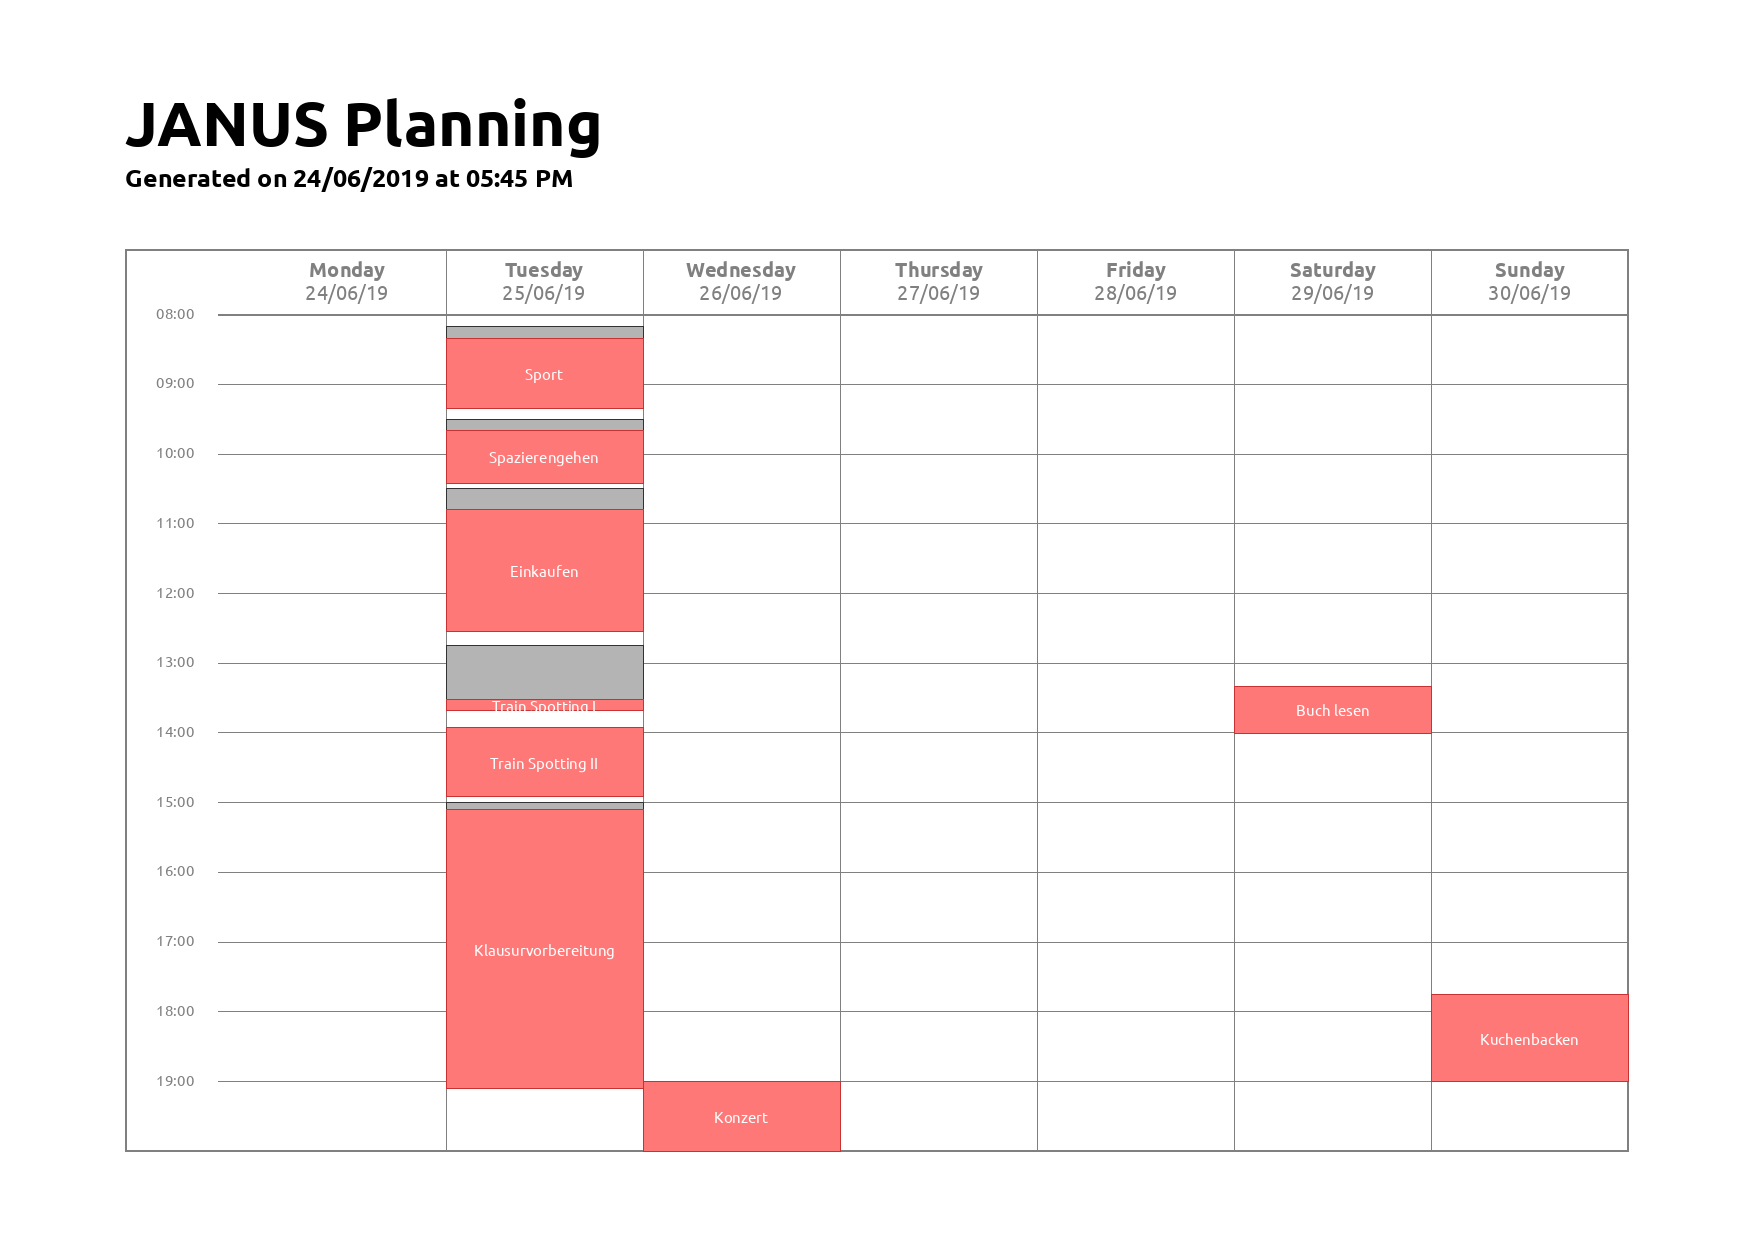 JANUS Planning
Generated on 24/06/2019 at 05:45 PM
Monday Tuesday Wednesday Thursday Friday Saturday Sunday
24/06/19 25/06/19 26/06/19 27/06/19 28/06/19 29/06/19 30/06/19
08:00
Sport
09:00
10:00
Spazierengehen
11:00
Einkaufen
12:00
13:00
Train Spotting I
Buch lesen
14:00
Train Spotting II
15:00
16:00
17:00
Klausurvorbereitung
18:00
Kuchenbacken
19:00
Konzert